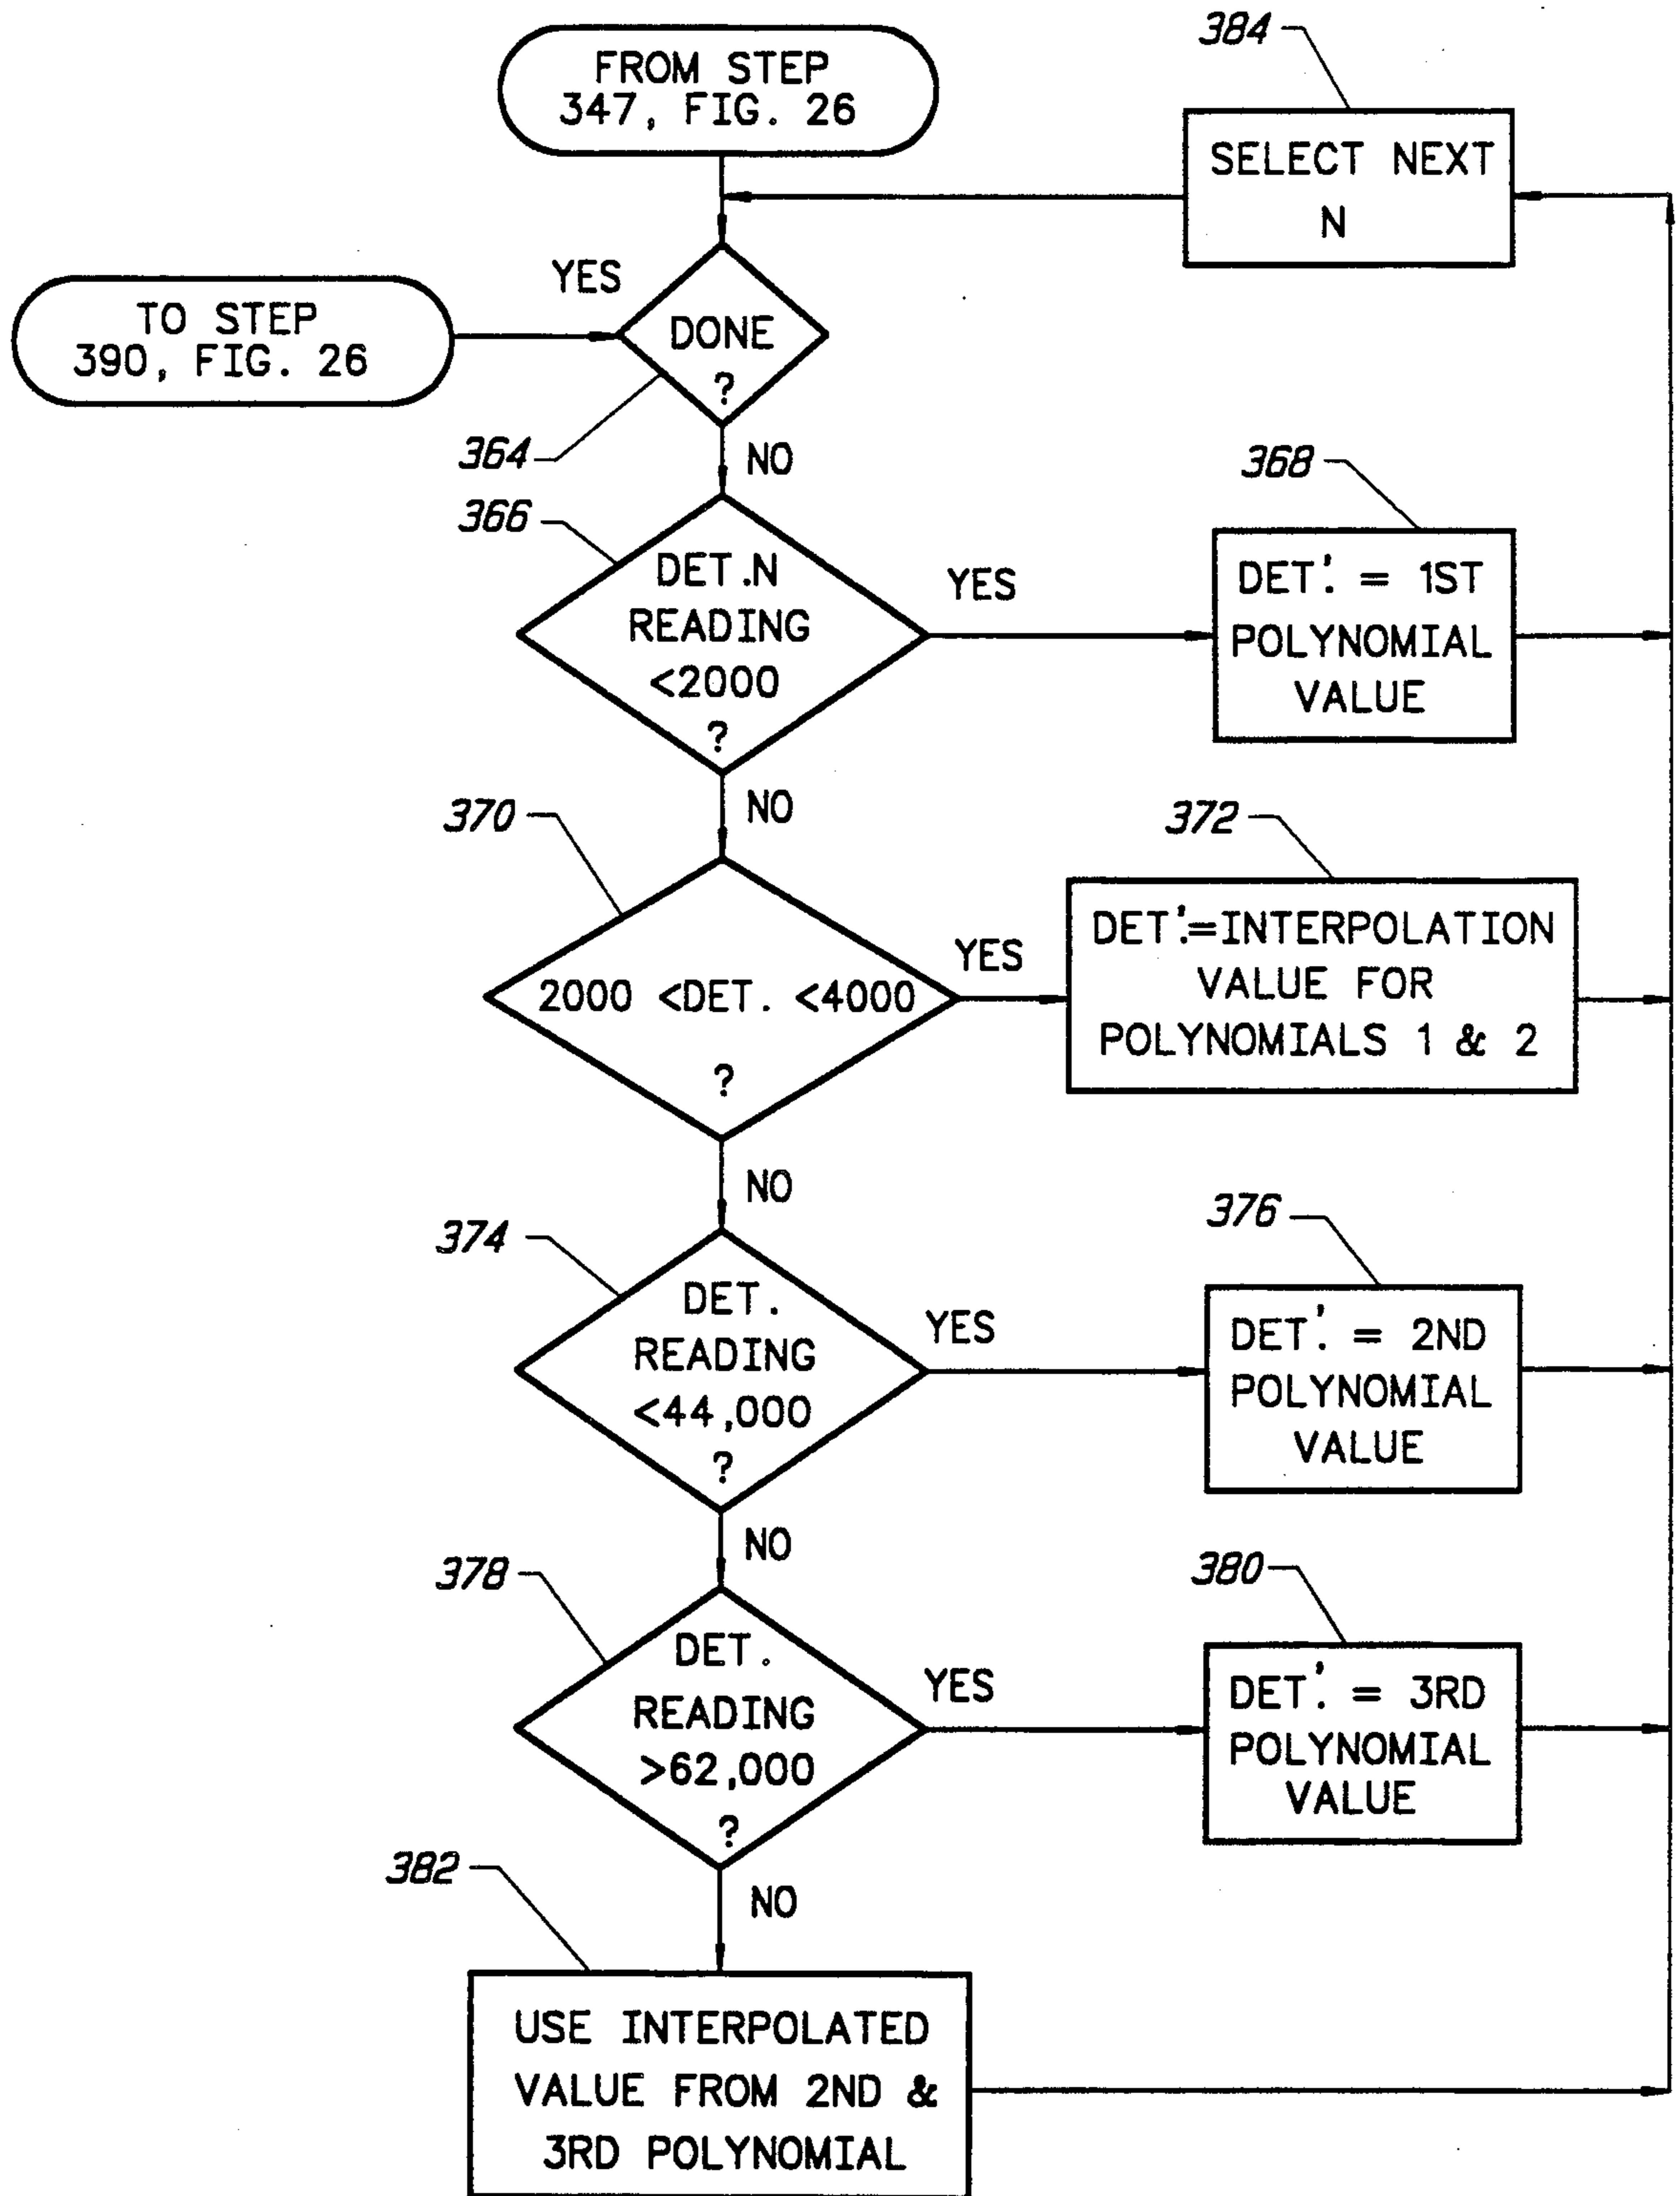 384
FROM STEP
347, FIG. 26
SELECT NEXT
N
YES
TO STEP
390, FIG. 26
DONE
?
364
NO
366
368
DET.N
READING
<2000
?
YES
DET'. = 1ST
POLYNOMIAL
VALUE
NO
370
372
2000 <DET. <4000
?
YES
DET'.=INTERPOLATION
VALUE FOR
POLYNOMIALS 1 & 2
NO
374
376
DET.
READING
<44,000
?
YES
DET'. = 2ND
POLYNOMIAL
VALUE
NO
378
380
DET.
READING
>62,000
?
YES
DET'. = 3RD
POLYNOMIAL
VALUE
382
NO
USE INTERPOLATED
VALUE FROM 2ND &
3RD POLYNOMIAL